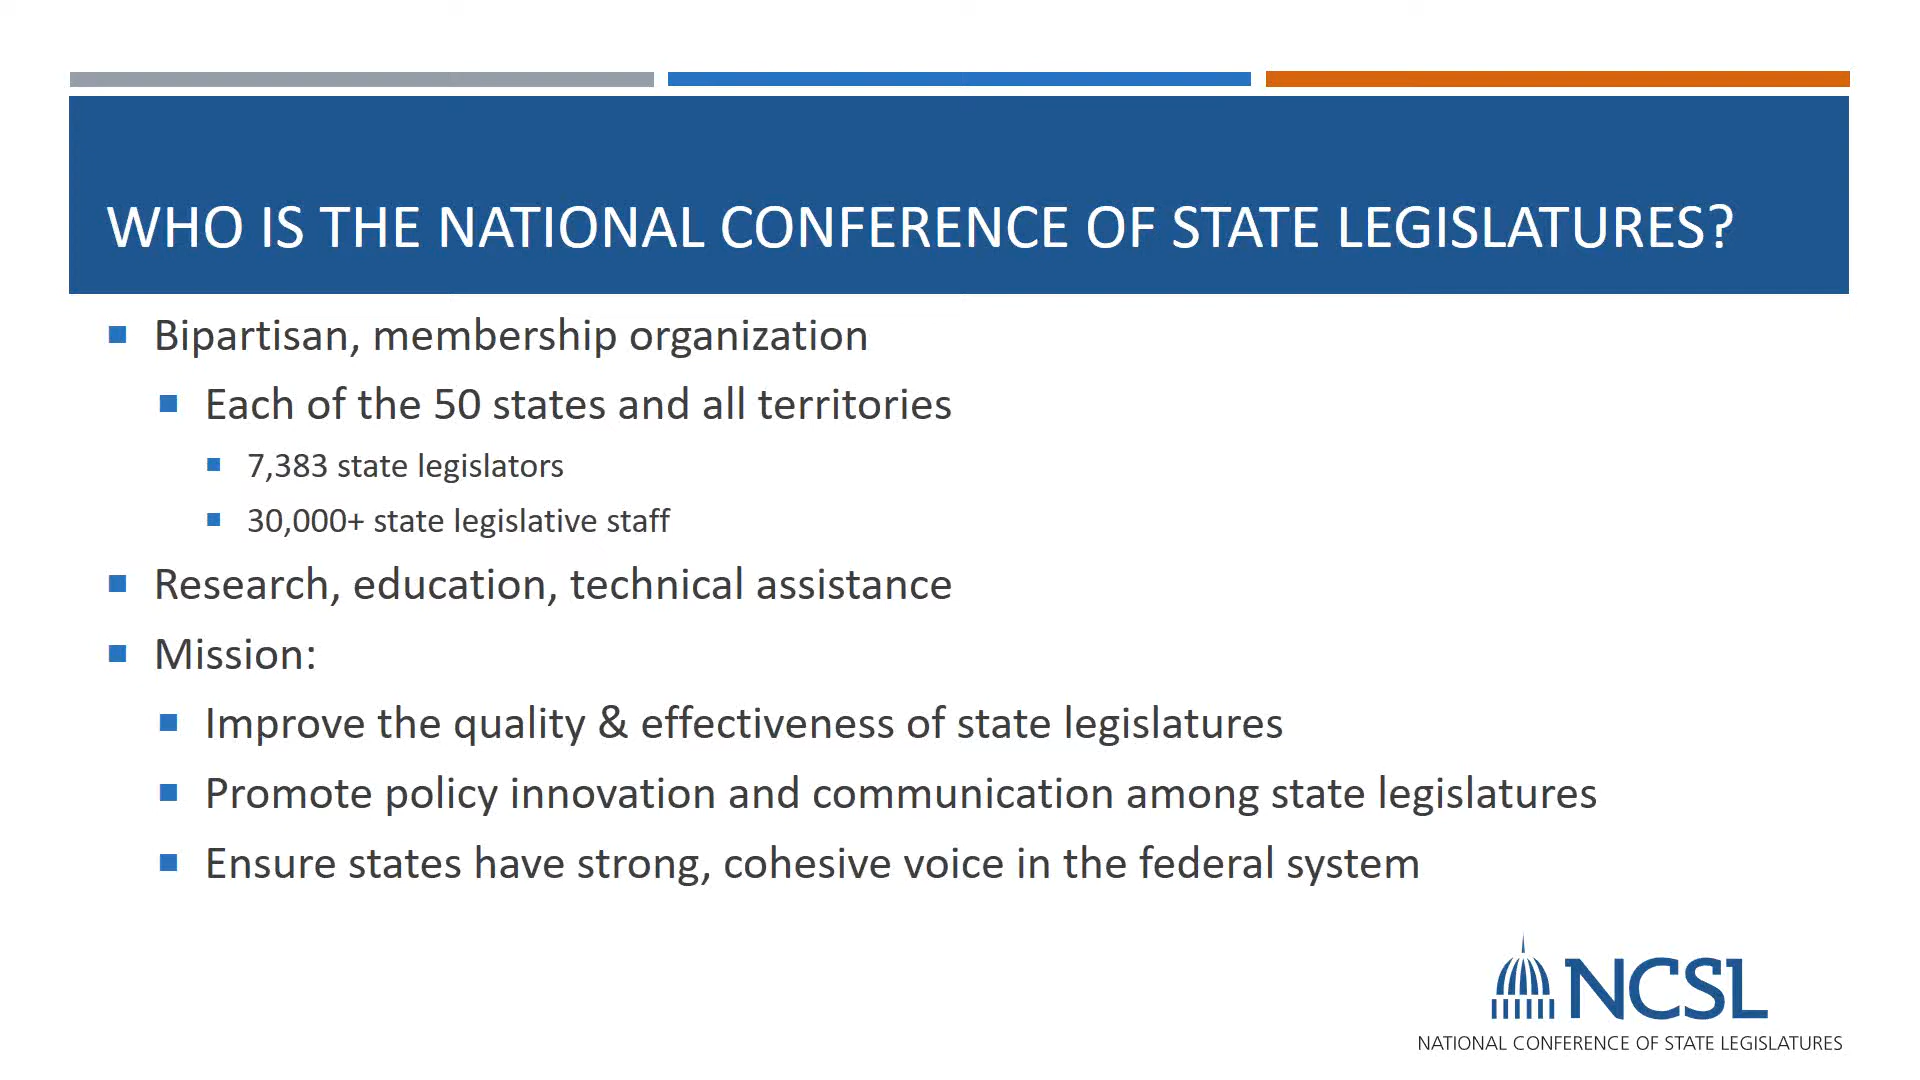 WHO IS THE NATIONAL CONFERENCE OF STATE LEGISLATURES?
Bipartisan, membership organization
Each of the 50 states and all territories
7,383 state legislators
30,000+ state legislative staff
Research, education, technical assistance
Mission:
Improve the quality & effectiveness of state legislatures
Promote policy innovation and communication among state legislatures
Ensure states have strong, cohesive voice in the federal system
NCSL
NATIONAL CONFERENCE OF STATE LEGISLATURES